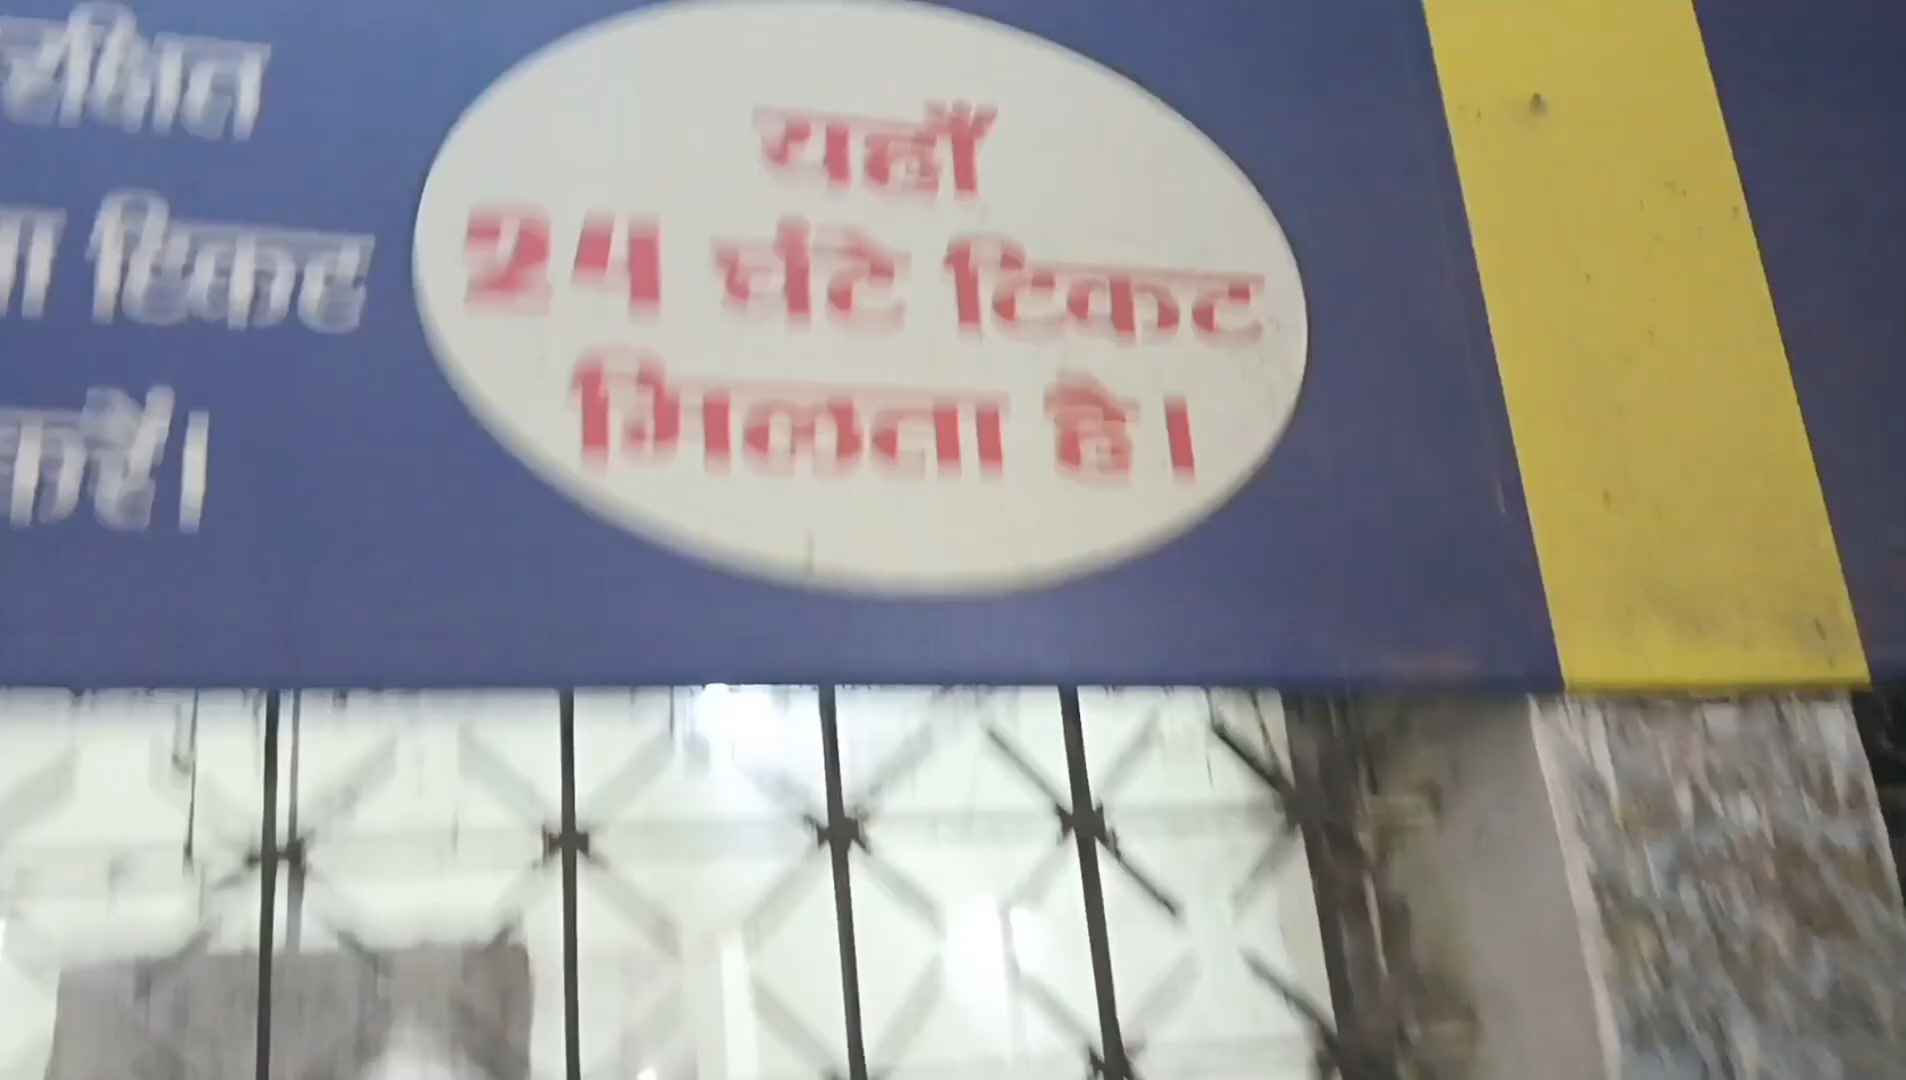 यहाँ
24 घंटे टिकट
मिलता है।
टिकट
करें।